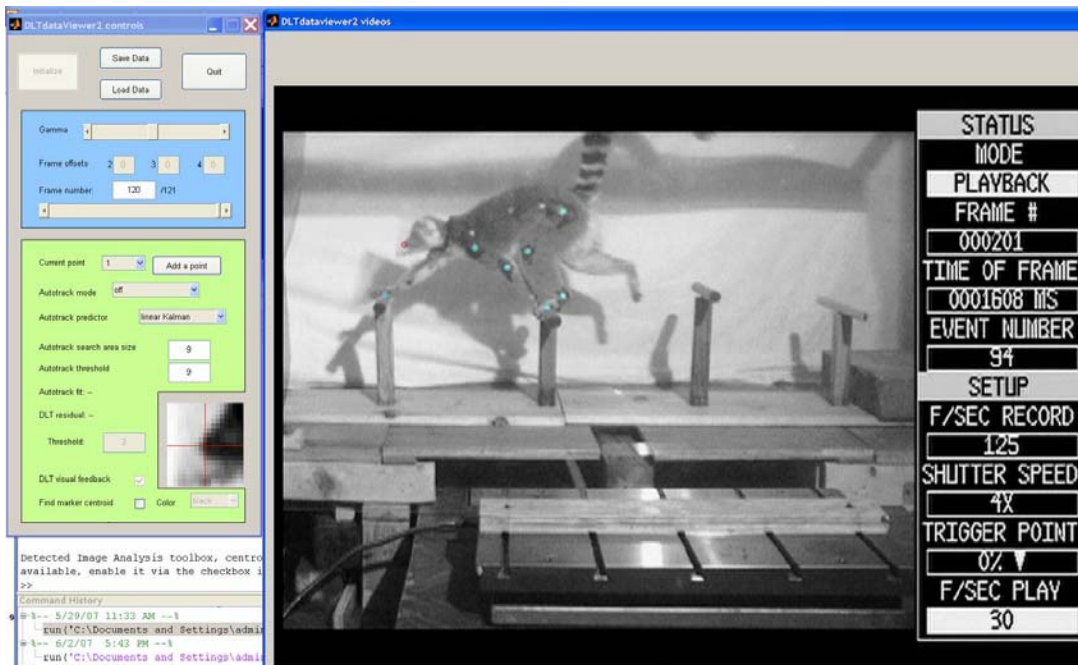 DLTdataViewer2 controls
Save Data
Initialize
Quit
Load Data
Gamma
Frame offsets: 2 0 3 0 4 0
Frame number: 120 /121
Current point 1 Add a point
Autotrack mode off
Autotrack predictor linear Kalman
Autotrack search area size 9
Autotrack threshold 9
Autotrack fit: --
DLT residual: --
Threshold: 3
DLT visual feedback
Find marker centroid Color black
Detected Image Analysis toolbox, centro
available, enable it via the checkbox i
>>
Command History
%-- 5/29/07 11:33 AM --%
run('C:\Documents and Settings\admin
%-- 6/2/07 5:43 PM --%
run('C:\Documents and Settings\admin
DLTdataviewer2 videos
STATUS
MODE
PLAYBACK
FRAME #
000201
TIME OF FRAME
0001608 MS
EVENT NUMBER
94
SETUP
F/SEC RECORD
125
SHUTTER SPEED
4X
TRIGGER POINT
0% ▼
F/SEC PLAY
30